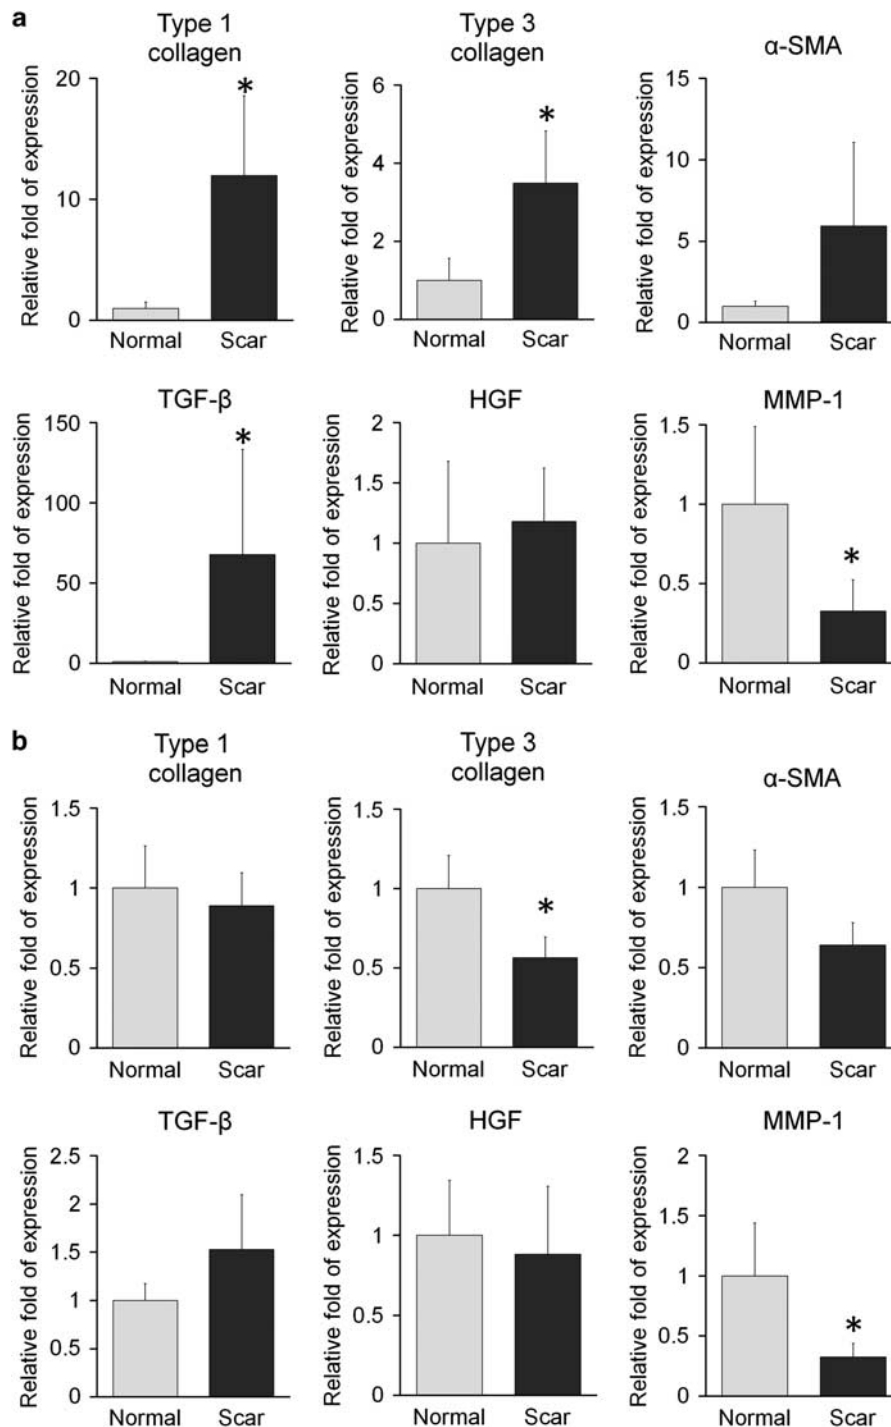 a
Type 1
collagen
Relative fold of expression
20
10
0
*
Normal Scar
Type 3
collagen
Relative fold of expression
6
4
2
0
*
Normal Scar
α-SMA
Relative fold of expression
15
10
5
0
Normal Scar
TGF-β
Relative fold of expression
150
100
50
0
*
Normal Scar
HGF
Relative fold of expression
2
1.5
1
0.5
0
Normal Scar
MMP-1
Relative fold of expression
1.5
1
0.5
0
*
Normal Scar
b
Type 1
collagen
Relative fold of expression
1.5
1
0.5
0
Normal Scar
Type 3
collagen
Relative fold of expression
1.5
1
0.5
0
*
Normal Scar
α-SMA
Relative fold of expression
1.5
1
0.5
0
Normal Scar
TGF-β
Relative fold of expression
2.5
2
1.5
1
0.5
0
Normal Scar
HGF
Relative fold of expression
1.5
1
0.5
0
Normal Scar
MMP-1
Relative fold of expression
2
1.5
1
0.5
0
*
Normal Scar